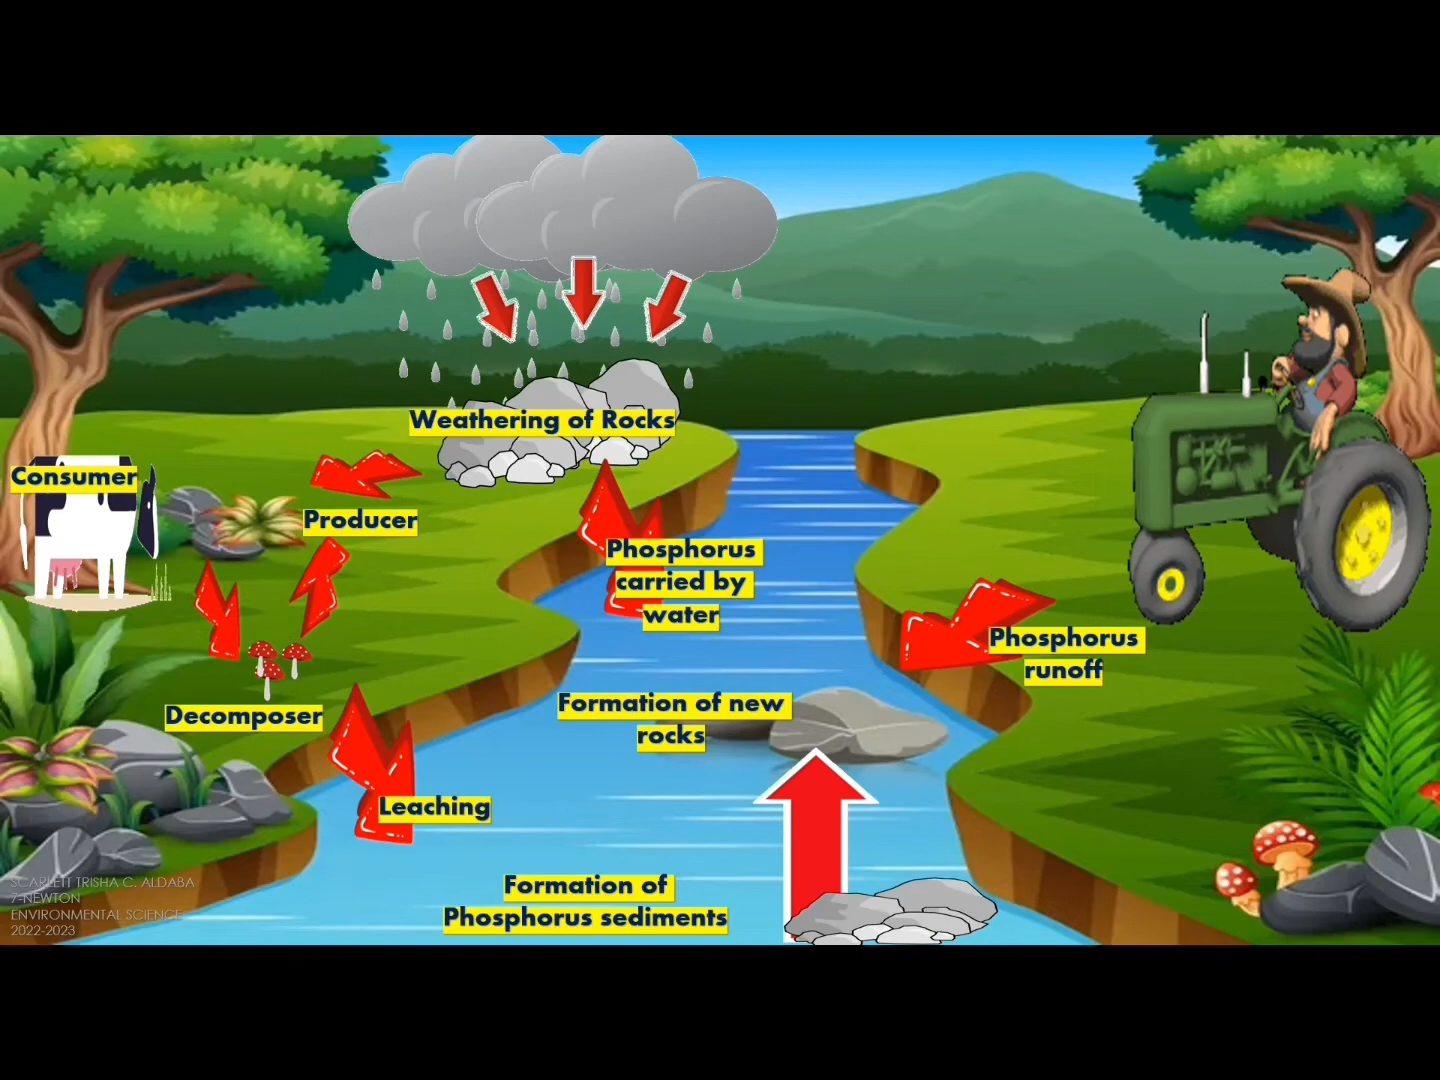 Weathering of Rocks
Consumer
Producer
Phosphorus
carried by
water
Phosphorus
runoff
Decomposer
Formation of new
rocks
Leaching
Formation of
Phosphorus sediments
SCARLETT TRISHA C. ALDABA
7-NEWTON
ENVIRONMENTAL SCIENCE
2022-2023